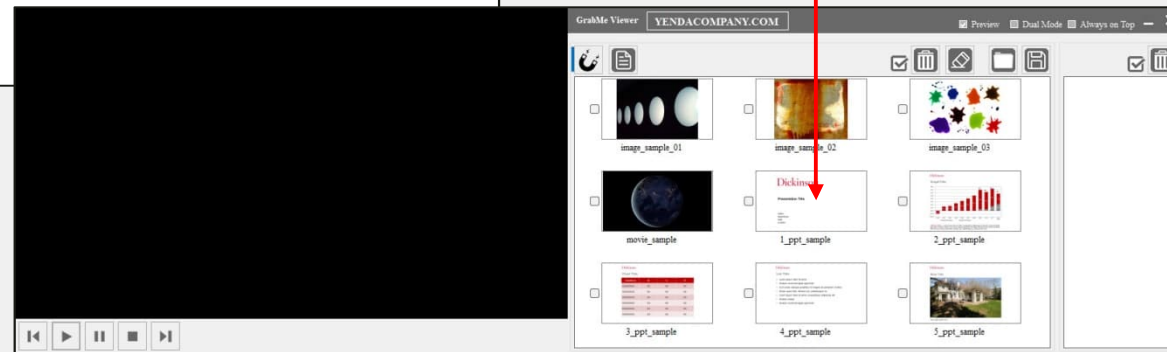 GrabMe Viewer YENDACOMPANY.COM Preview Dual Mode Always on Top
image_sample_01 image_sample_02 image_sample_03
Dickinson
Presentation Title
movie_sample 1_ppt_sample 2_ppt_sample
3_ppt_sample 4_ppt_sample 5_ppt_sample